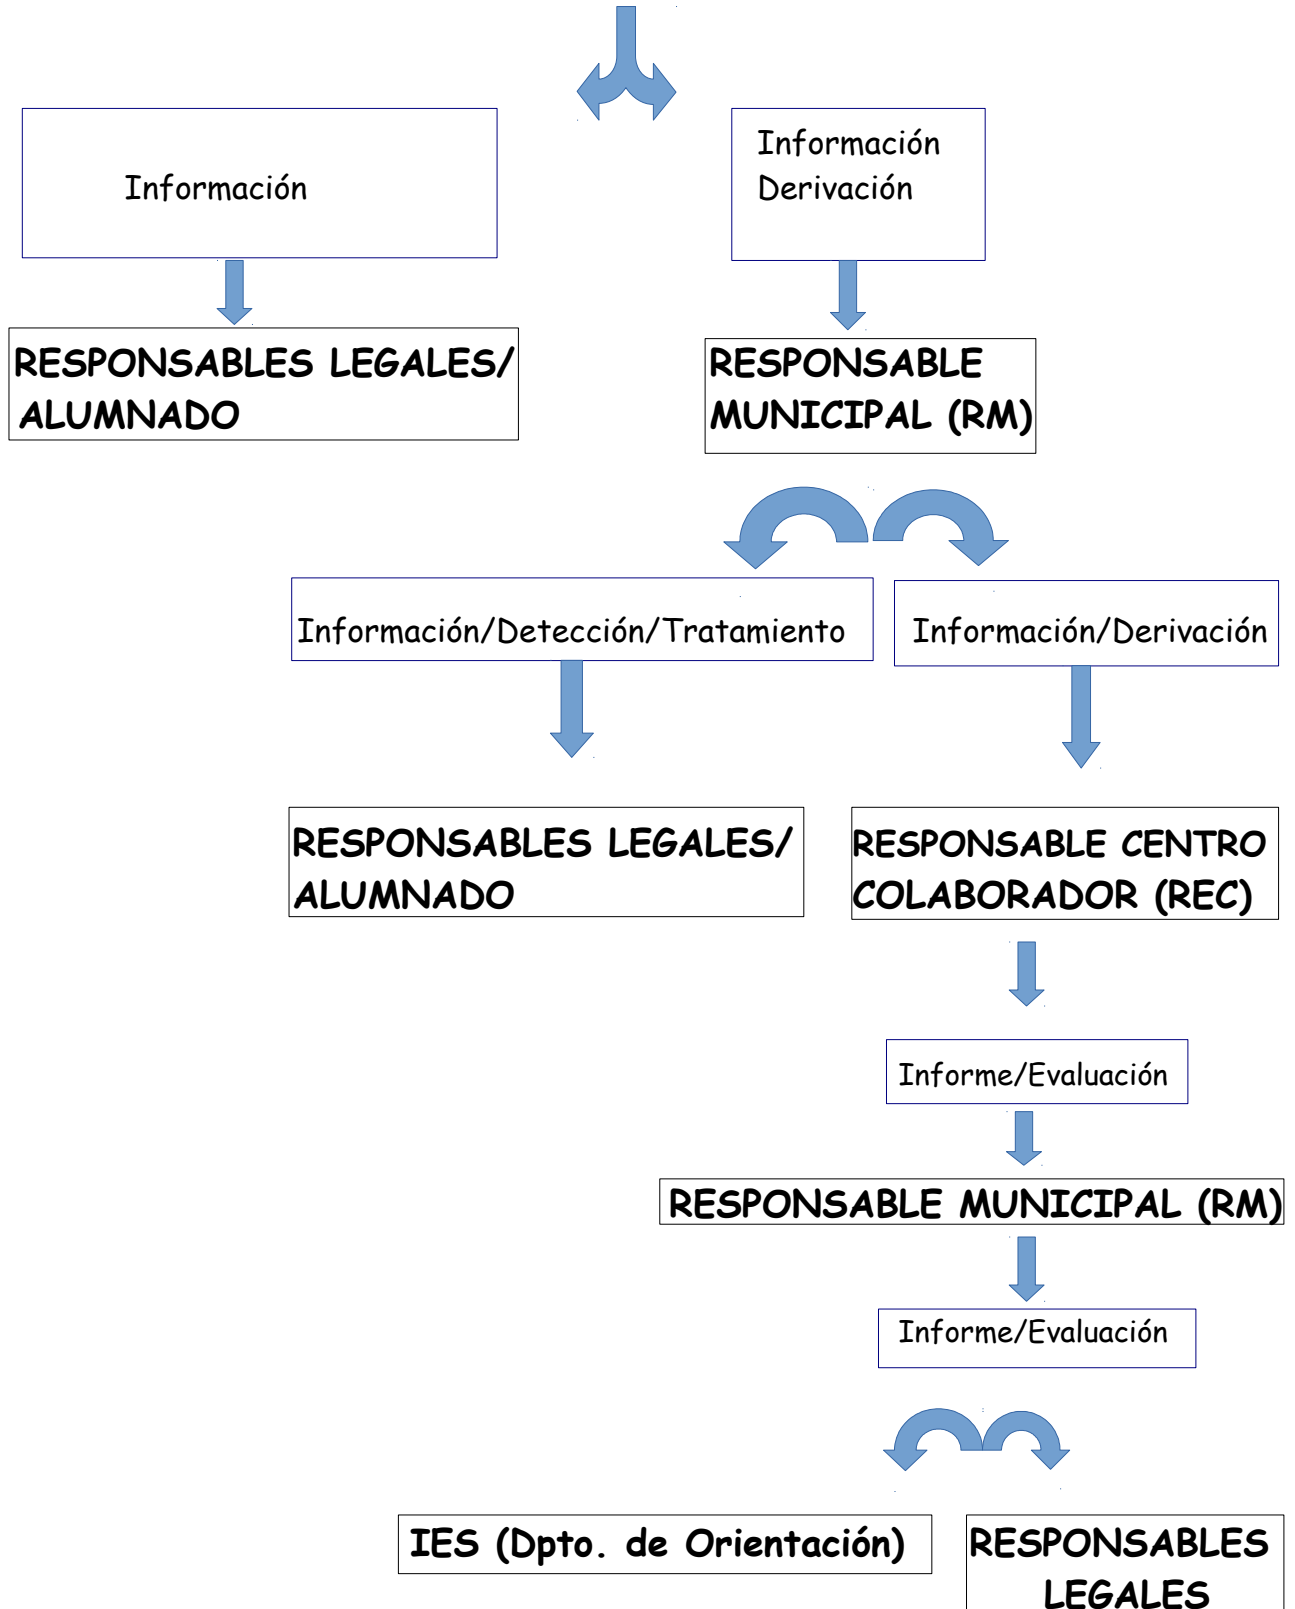 Información
Información
Derivación
RESPONSABLES LEGALES/
ALUMNADO
RESPONSABLE
MUNICIPAL (RM)
Información/Detección/Tratamiento
Información/Derivación
RESPONSABLES LEGALES/
ALUMNADO
RESPONSABLE CENTRO
COLABORADOR (REC)
Informe/Evaluación
RESPONSABLE MUNICIPAL (RM)
Informe/Evaluación
IES (Dpto. de Orientación)
RESPONSABLES
LEGALES